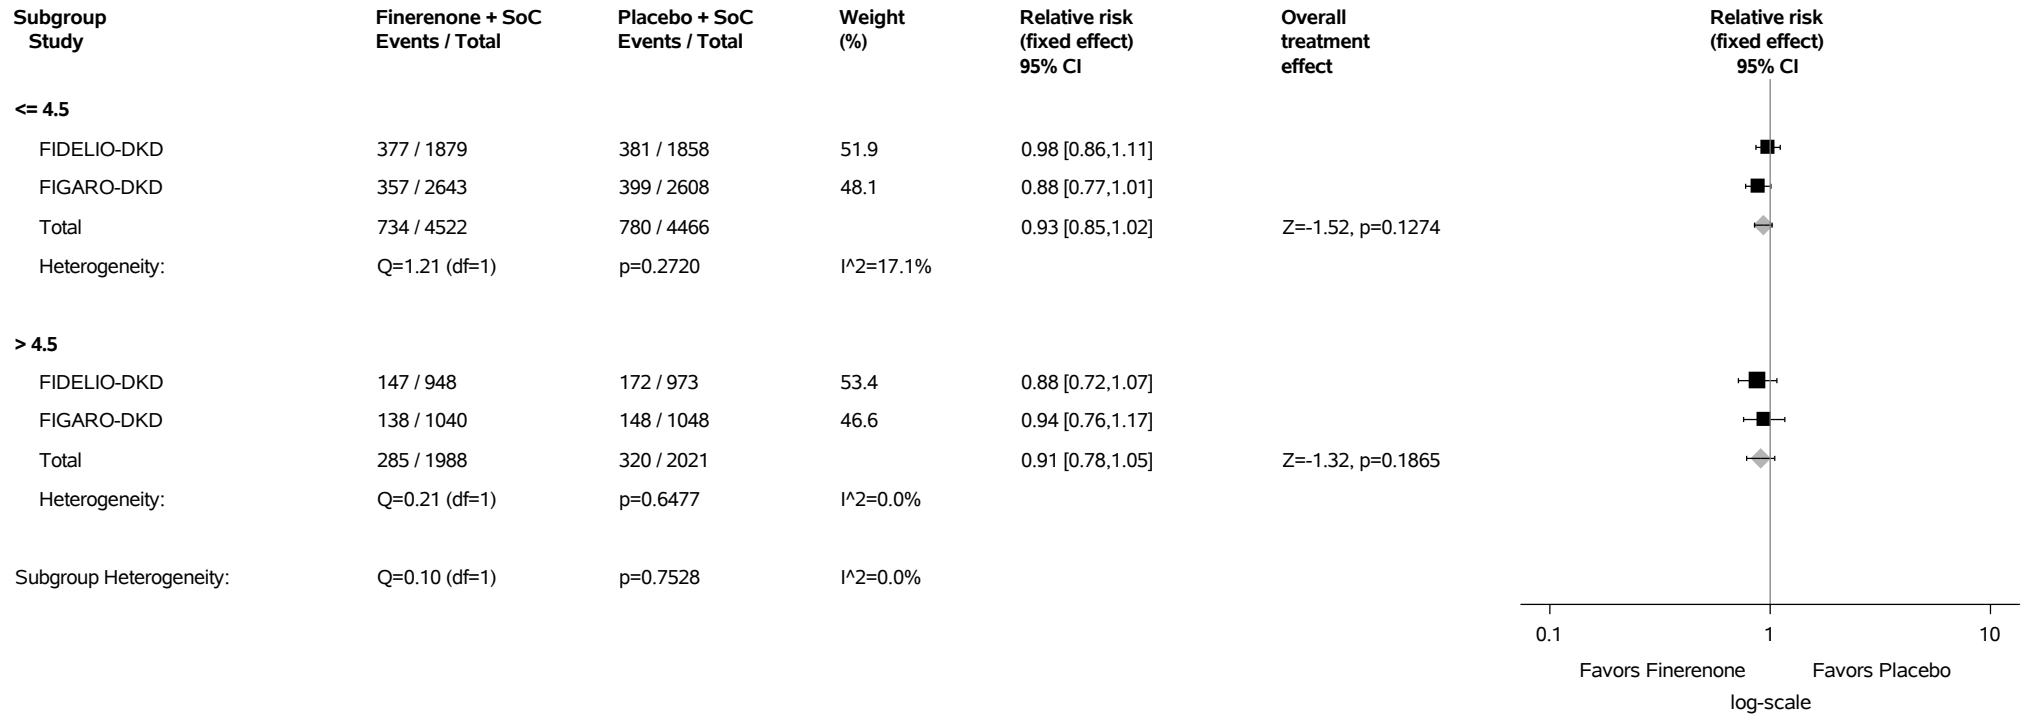 Subgroup Finerenone + SoC Placebo + SoC Weight Relative risk Overall Relative risk
Study Events / Total Events / Total (%) (fixed effect) treatment (fixed effect)
95% CI effect 95% CI
<= 4.5
FIDELIO-DKD 377 / 1879 381 / 1858 51.9 0.98 [0.86,1.11]
FIGARO-DKD 357 / 2643 399 / 2608 48.1 0.88 [0.77,1.01]
Total 734 / 4522 780 / 4466 0.93 [0.85,1.02] Z=-1.52, p=0.1274
Heterogeneity: Q=1.21 (df=1) p=0.2720 I^2=17.1%
> 4.5
FIDELIO-DKD 147 / 948 172 / 973 53.4 0.88 [0.72,1.07]
FIGARO-DKD 138 / 1040 148 / 1048 46.6 0.94 [0.76,1.17]
Total 285 / 1988 320 / 2021 0.91 [0.78,1.05] Z=-1.32, p=0.1865
Heterogeneity: Q=0.21 (df=1) p=0.6477 I^2=0.0%
Subgroup Heterogeneity: Q=0.10 (df=1) p=0.7528 I^2=0.0%
0.1 1 10
Favors Finerenone Favors Placebo
log-scale